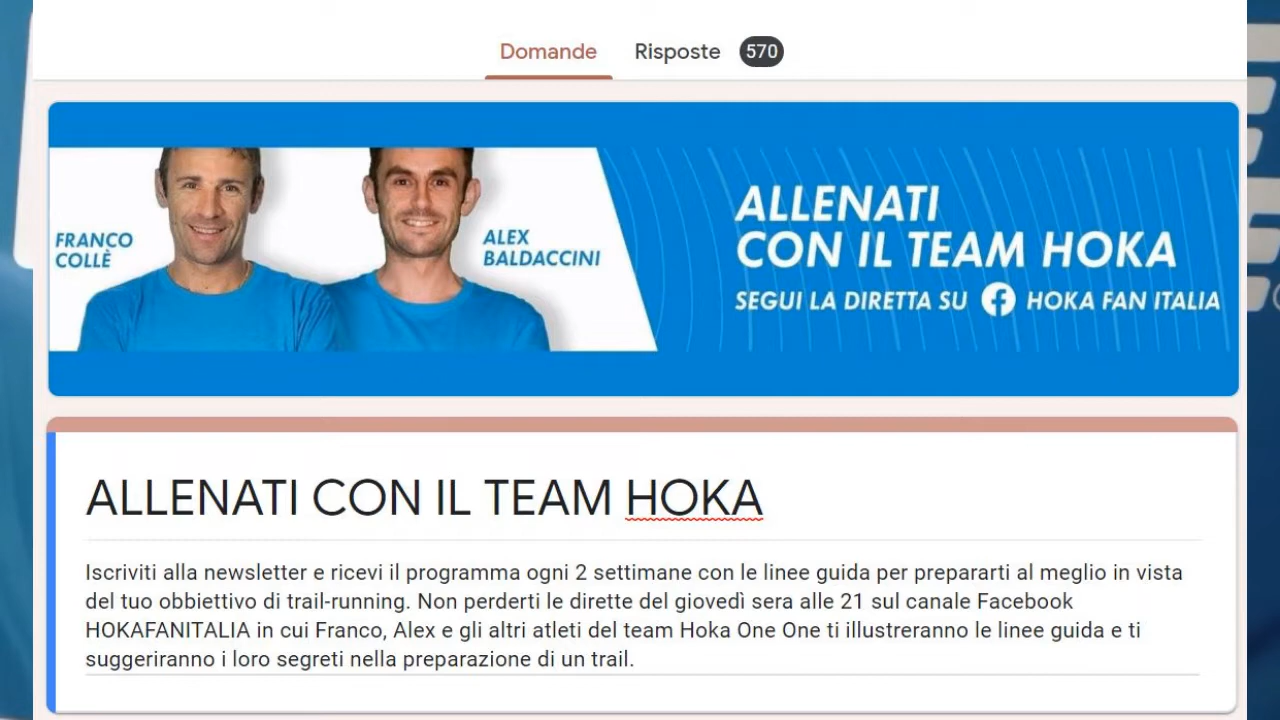 Domande Risposte 570
FRANCO
COLLÈ
ALEX
BALDACCINI
ALLENATI
CON IL TEAM HOKA
SEGUI LA DIRETTA SU HOKA FAN ITALIA
ALLENATI CON IL TEAM HOKA
Iscriviti alla newsletter e ricevi il programma ogni 2 settimane con le linee guida per prepararti al meglio in vista
del tuo obbiettivo di trail-running. Non perderti le dirette del giovedì sera alle 21 sul canale Facebook
HOKAFANITALIA in cui Franco, Alex e gli altri atleti del team Hoka One One ti illustreranno le linee guida e ti
suggeriranno i loro segreti nella preparazione di un trail.